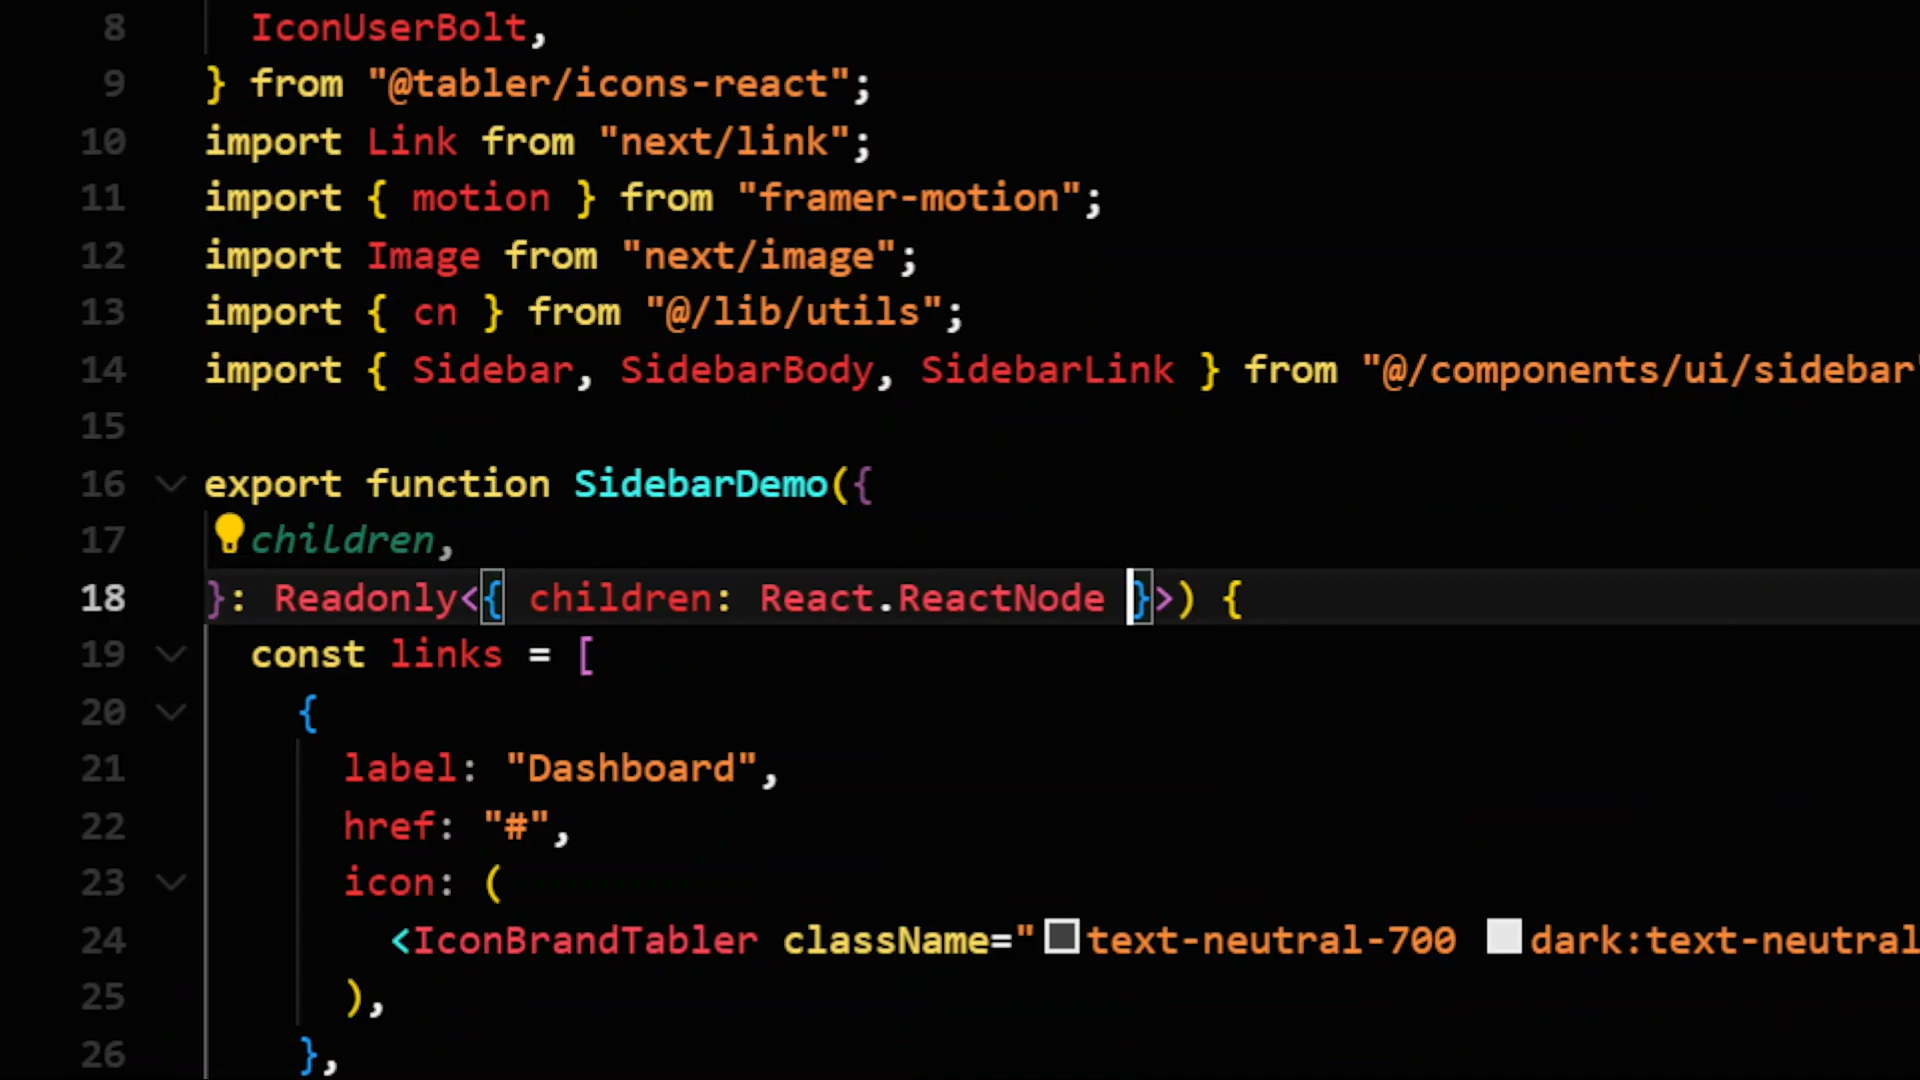 8 IconUserBolt,
9 } from "@tabler/icons-react";
10 import Link from "next/link";
11 import { motion } from "framer-motion";
12 import Image from "next/image";
13 import { cn } from "@/lib/utils";
14 import { Sidebar, SidebarBody, SidebarLink } from "@/components/ui/sidebar"
15
16 export function SidebarDemo({
17 children,
18 }: Readonly<{ children: React.ReactNode }>) {
19 const links = [
20 {
21 label: "Dashboard",
22 href: "#",
23 icon: (
24 <IconBrandTabler className="text-neutral-700 dark:text-neutral
25 ),
26 },